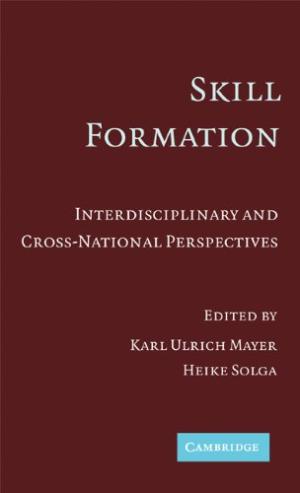 SKILL
FORMATION
INTERDISCIPLINARY AND
CROSS-NATIONAL PERSPECTIVES
EDITED BY
KARL ULRICH MAYER
HEIKE SOLGA
CAMBRIDGE